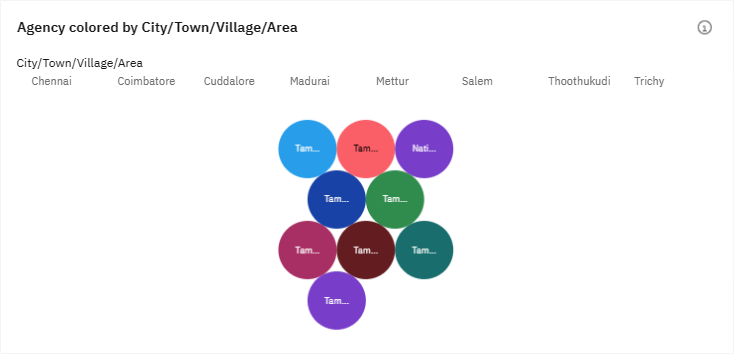 Agency colored by City/Town/Village/Area
City/Town/Village/Area
Chennai Coimbatore Cuddalore Madurai Mettur Salem Thoothukudi Trichy
Tam... Tam... Nati...
Tam... Tam...
Tam... Tam... Tam...
Tam...